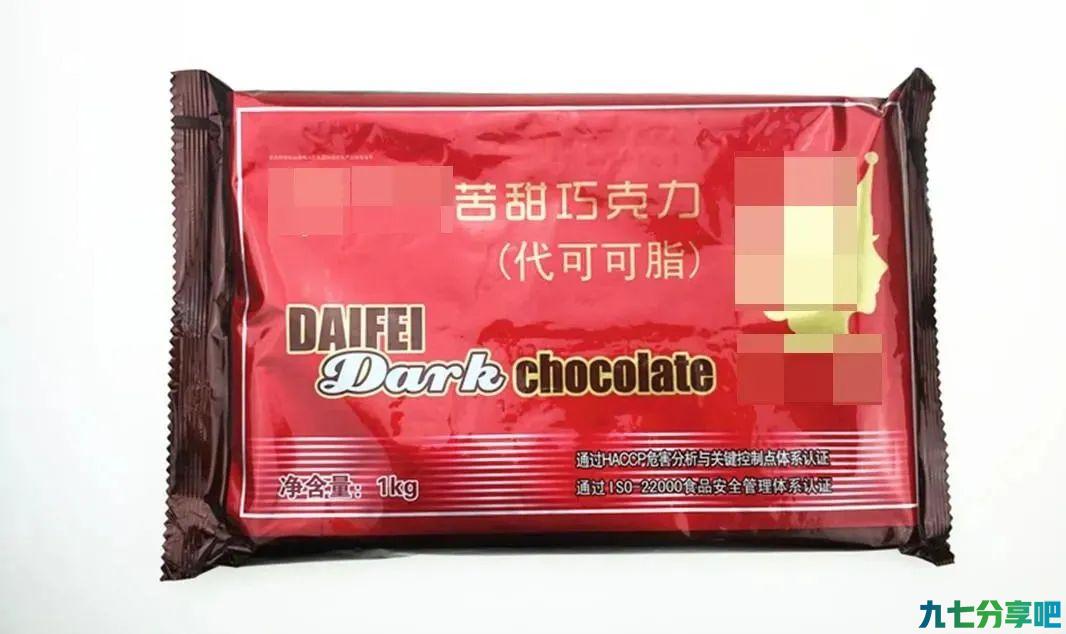 苦甜巧克力
(代可可脂)
DAIFEI
Dark chocolate
净含量：1kg
通过HACCP危害分析与关键控制点体系认证
通过ISO-22000食品安全管理体系认证
九七分享吧